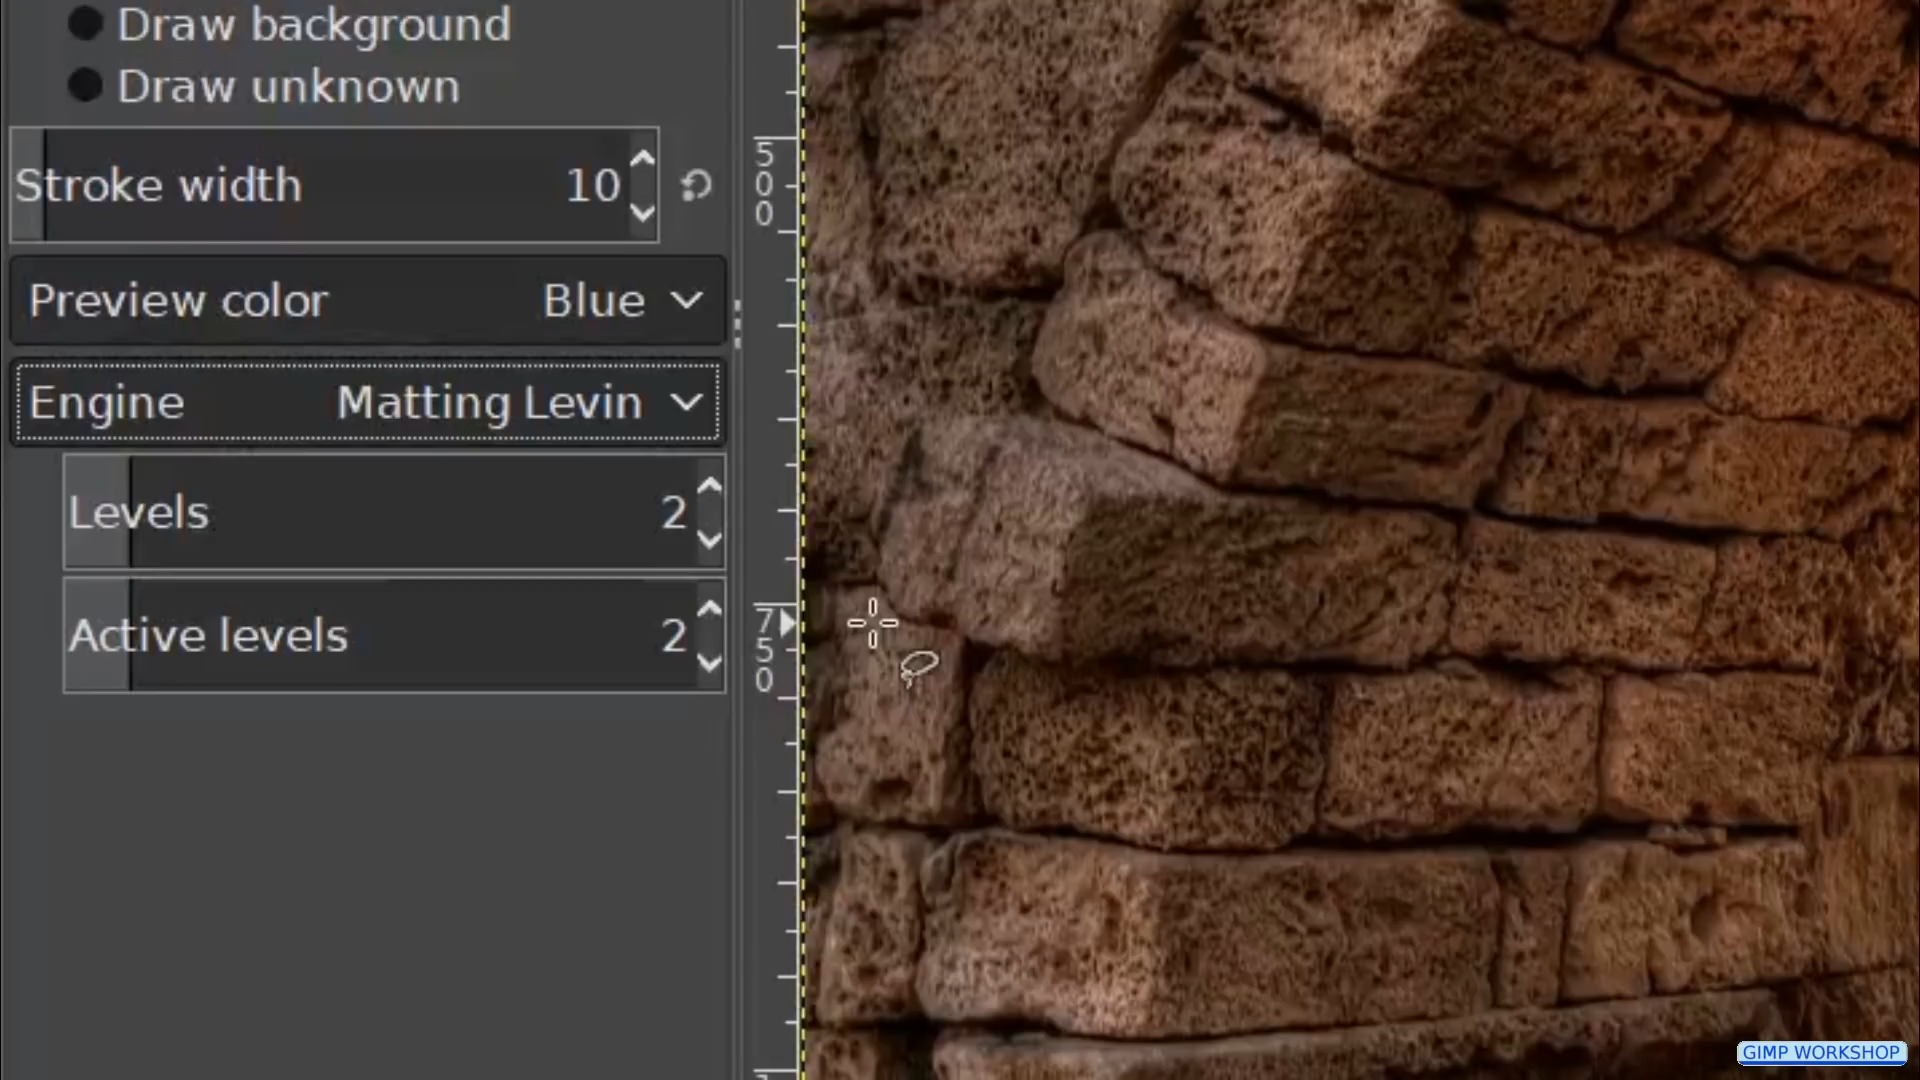 Draw background
Draw unknown
Stroke width 10
Preview color Blue
Engine Matting Levin
Levels 2
Active levels 2
500
750
GIMP WORKSHOP